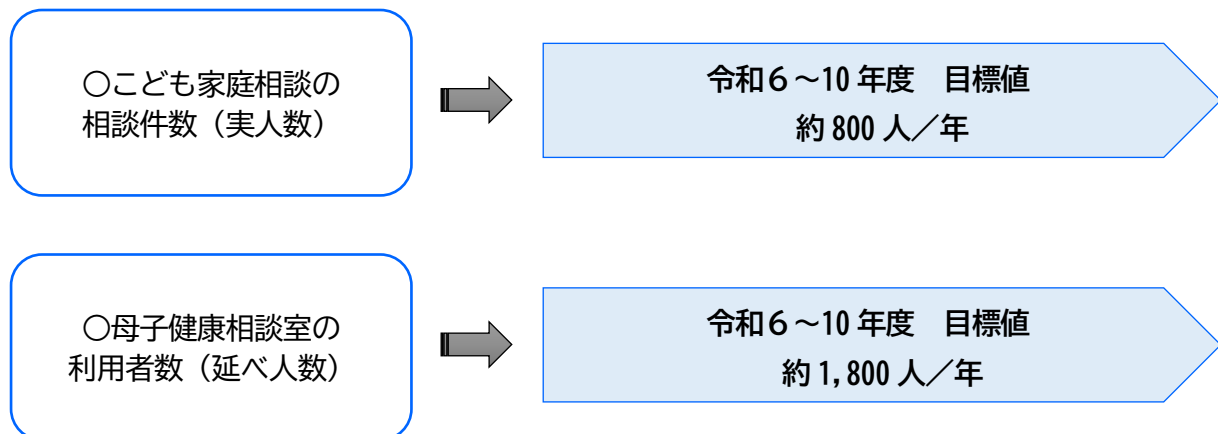 〇こども家庭相談の
相談件数（実人数）
令和６～10 年度　目標値
約 800 人／年
〇母子健康相談室の
利用者数（延べ人数）
令和６～10 年度　目標値
約 1,800 人／年